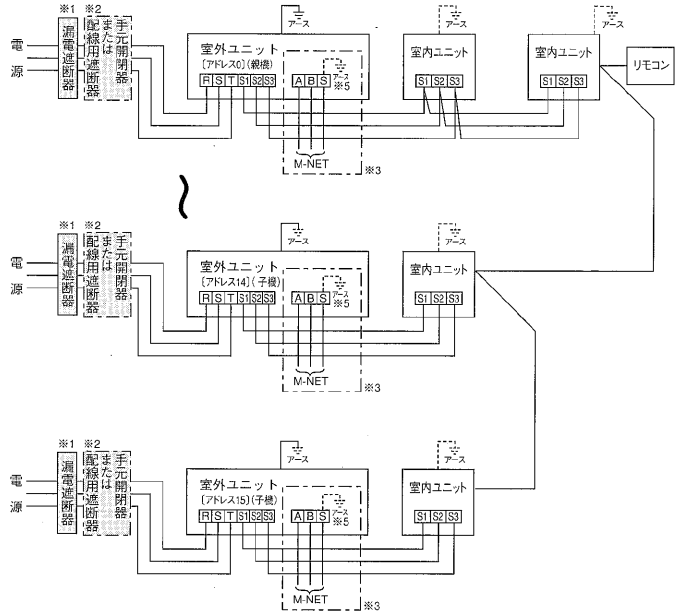 ※1 ※2
電
源
漏電遮断器
配線用遮断器
または
手元開閉器
アース
室外ユニット
〔アドレス0〕(親機)
R S T S1 S2 S3
A B S
アース
※5
M-NET
※3
アース
室内ユニット
S1 S2 S3
アース
室内ユニット
S1 S2 S3
リモコン
※1 ※2
電
源
漏電遮断器
配線用遮断器
または
手元開閉器
アース
室外ユニット
〔アドレス14〕(子機)
R S T S1 S2 S3
A B S
アース
※5
M-NET
※3
アース
室内ユニット
S1 S2 S3
※1 ※2
電
源
漏電遮断器
配線用遮断器
または
手元開閉器
アース
室外ユニット
〔アドレス15〕(子機)
R S T S1 S2 S3
A B S
アース
※5
M-NET
※3
アース
室内ユニット
S1 S2 S3